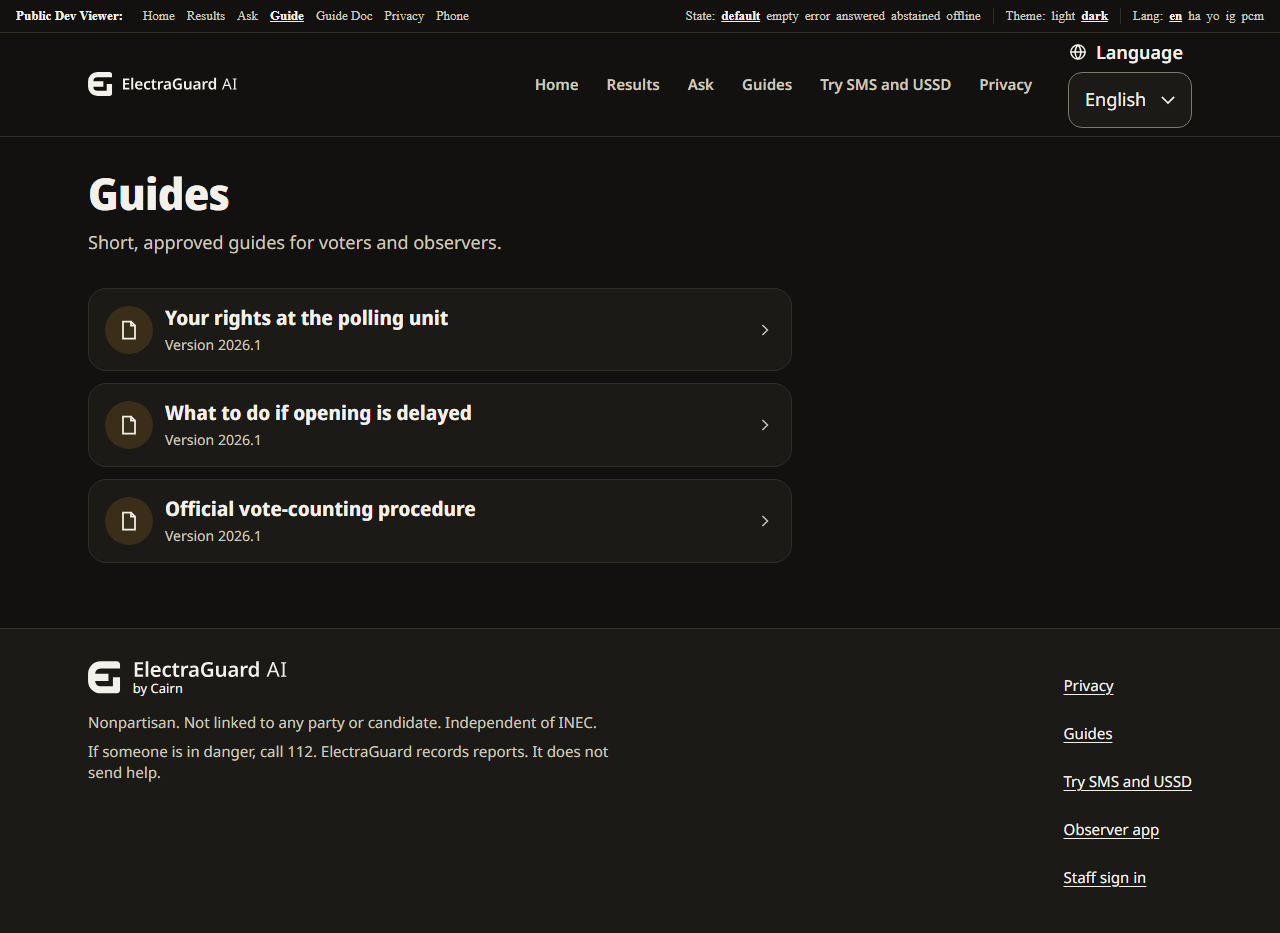 Public Dev Viewer: Home Results Ask Guide Guide Doc Privacy Phone State: default empty error answered abstained offline Theme: light dark Lang: en ha yo ig pcm
ElectraGuard AI
Home Results Ask Guides Try SMS and USSD Privacy
Language
English
Guides
Short, approved guides for voters and observers.
Your rights at the polling unit
Version 2026.1
What to do if opening is delayed
Version 2026.1
Official vote-counting procedure
Version 2026.1
ElectraGuard AI
by Cairn
Nonpartisan. Not linked to any party or candidate. Independent of INEC.
If someone is in danger, call 112. ElectraGuard records reports. It does not
send help.
Privacy
Guides
Try SMS and USSD
Observer app
Staff sign in